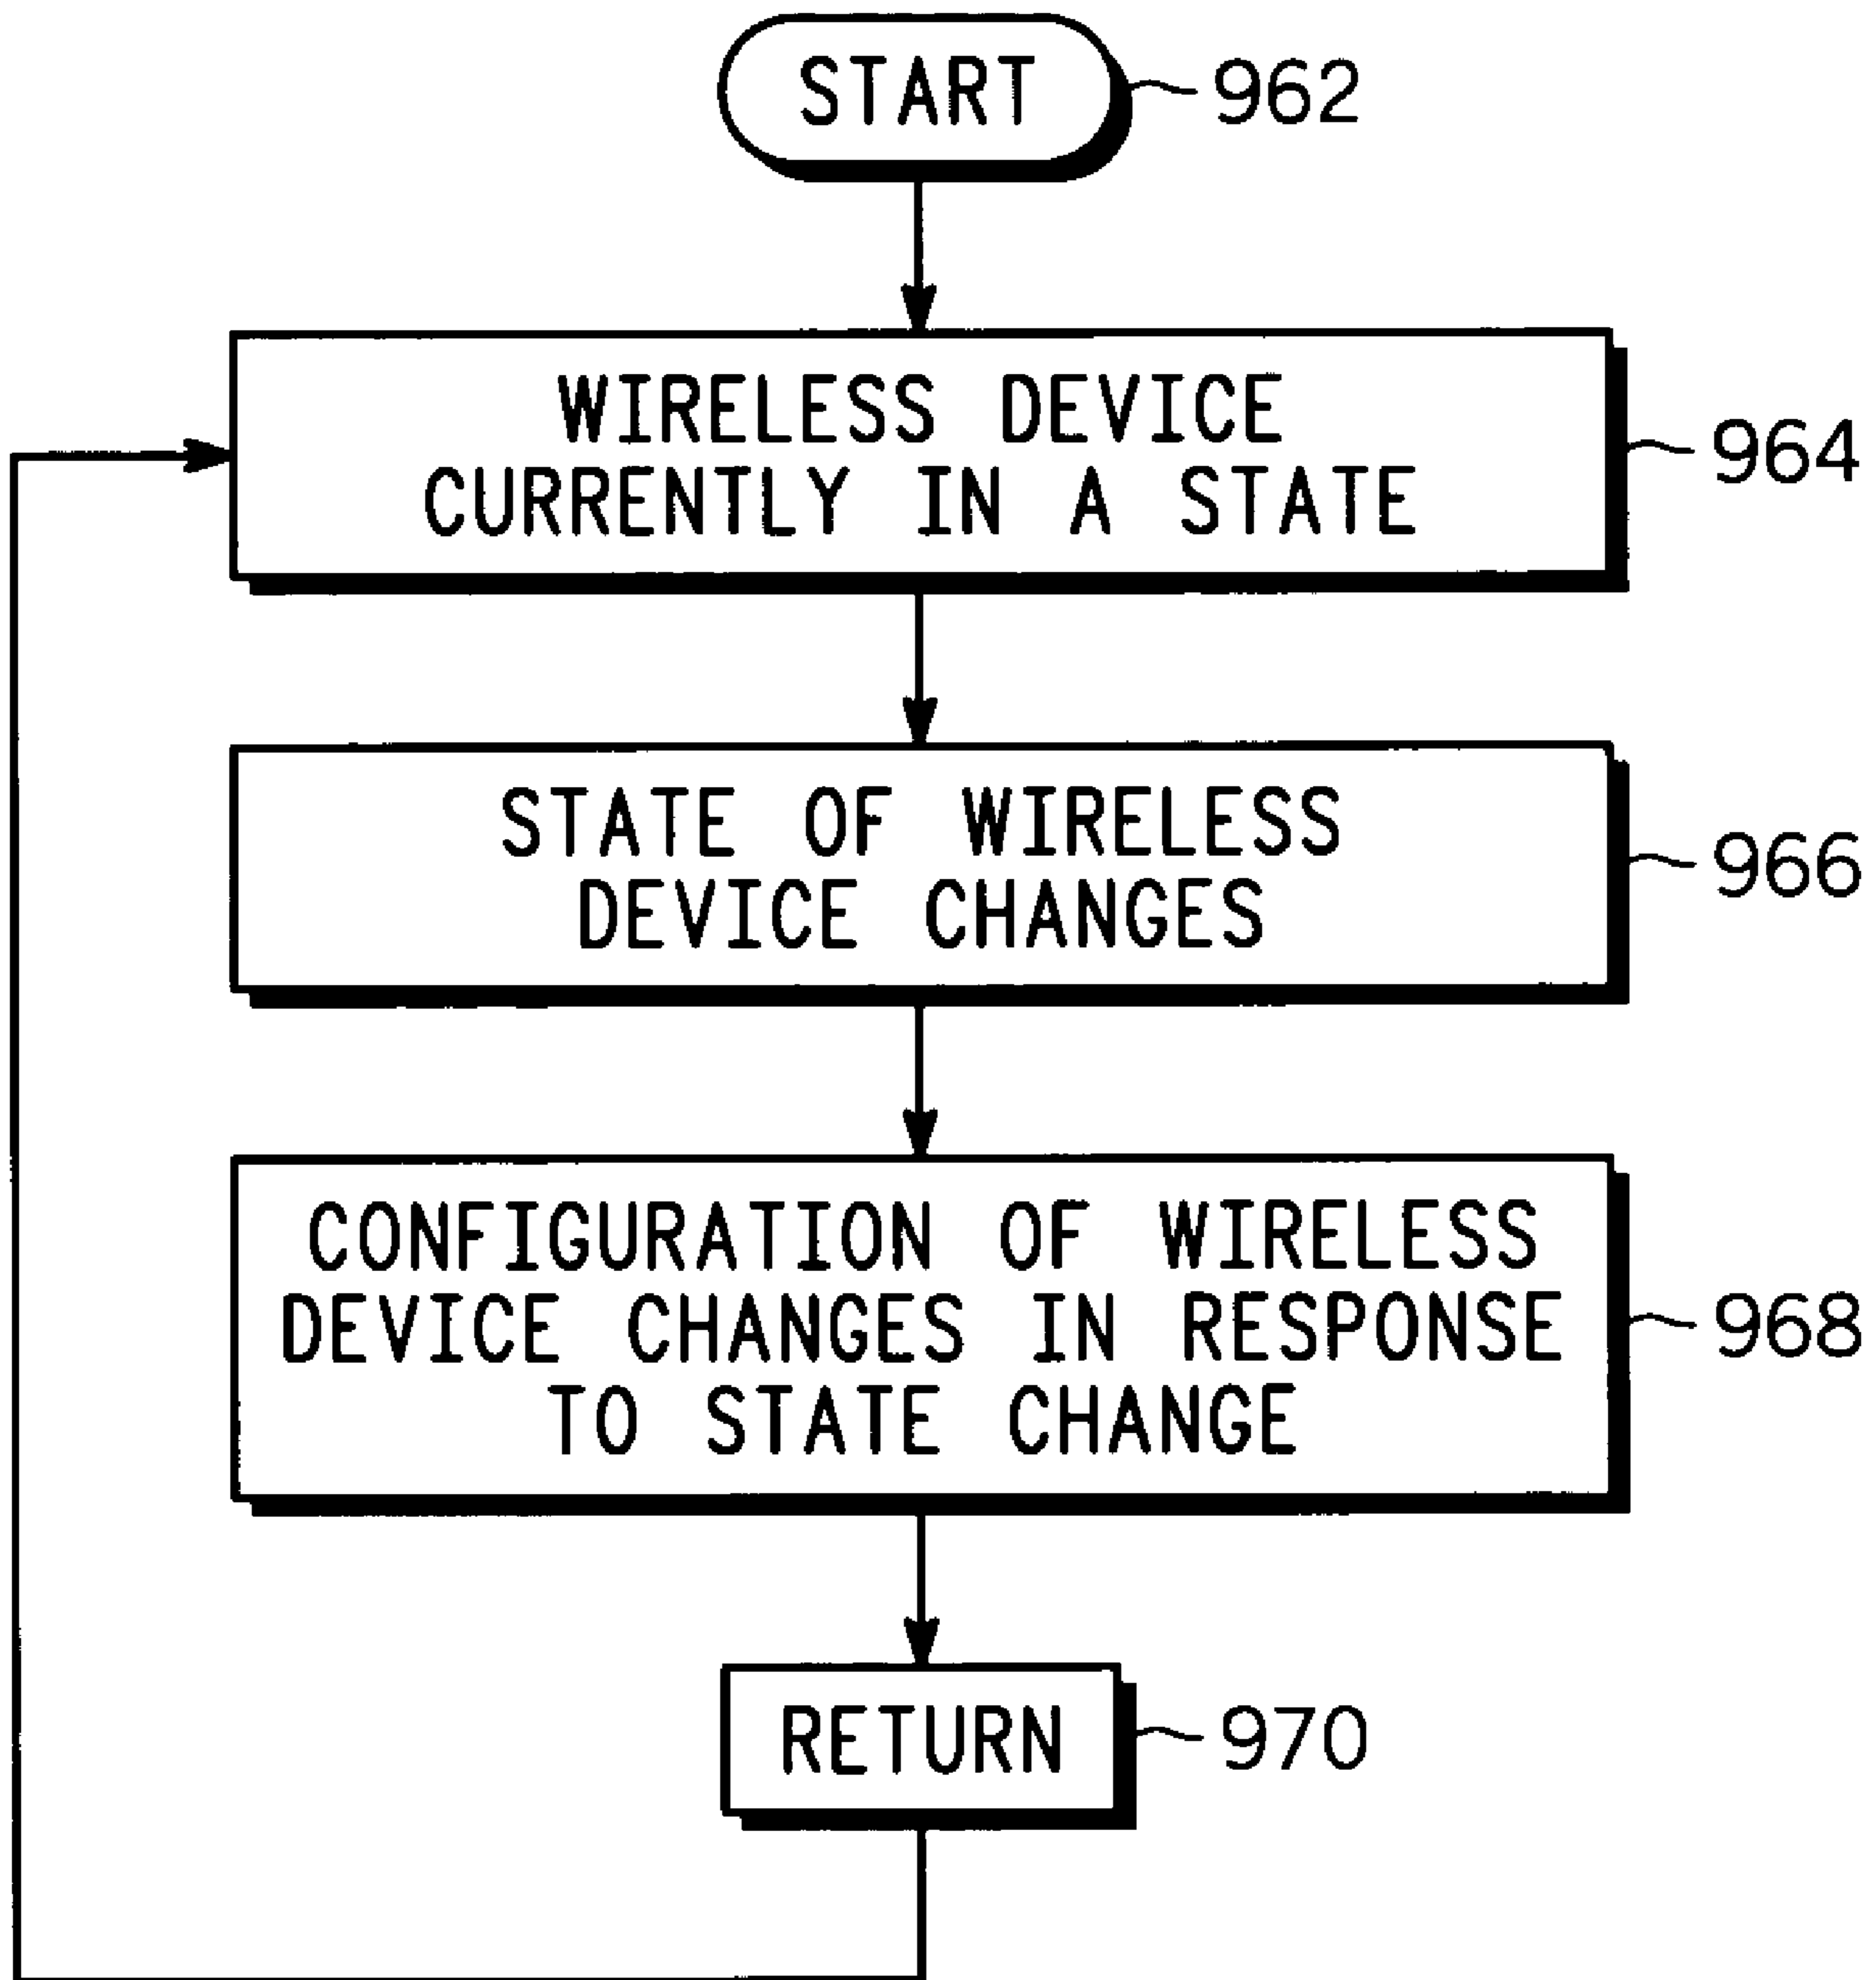 START
962
WIRELESS DEVICE
CURRENTLY IN A STATE
964
STATE OF WIRELESS
DEVICE CHANGES
966
CONFIGURATION OF WIRELESS
DEVICE CHANGES IN RESPONSE
TO STATE CHANGE
968
RETURN
970